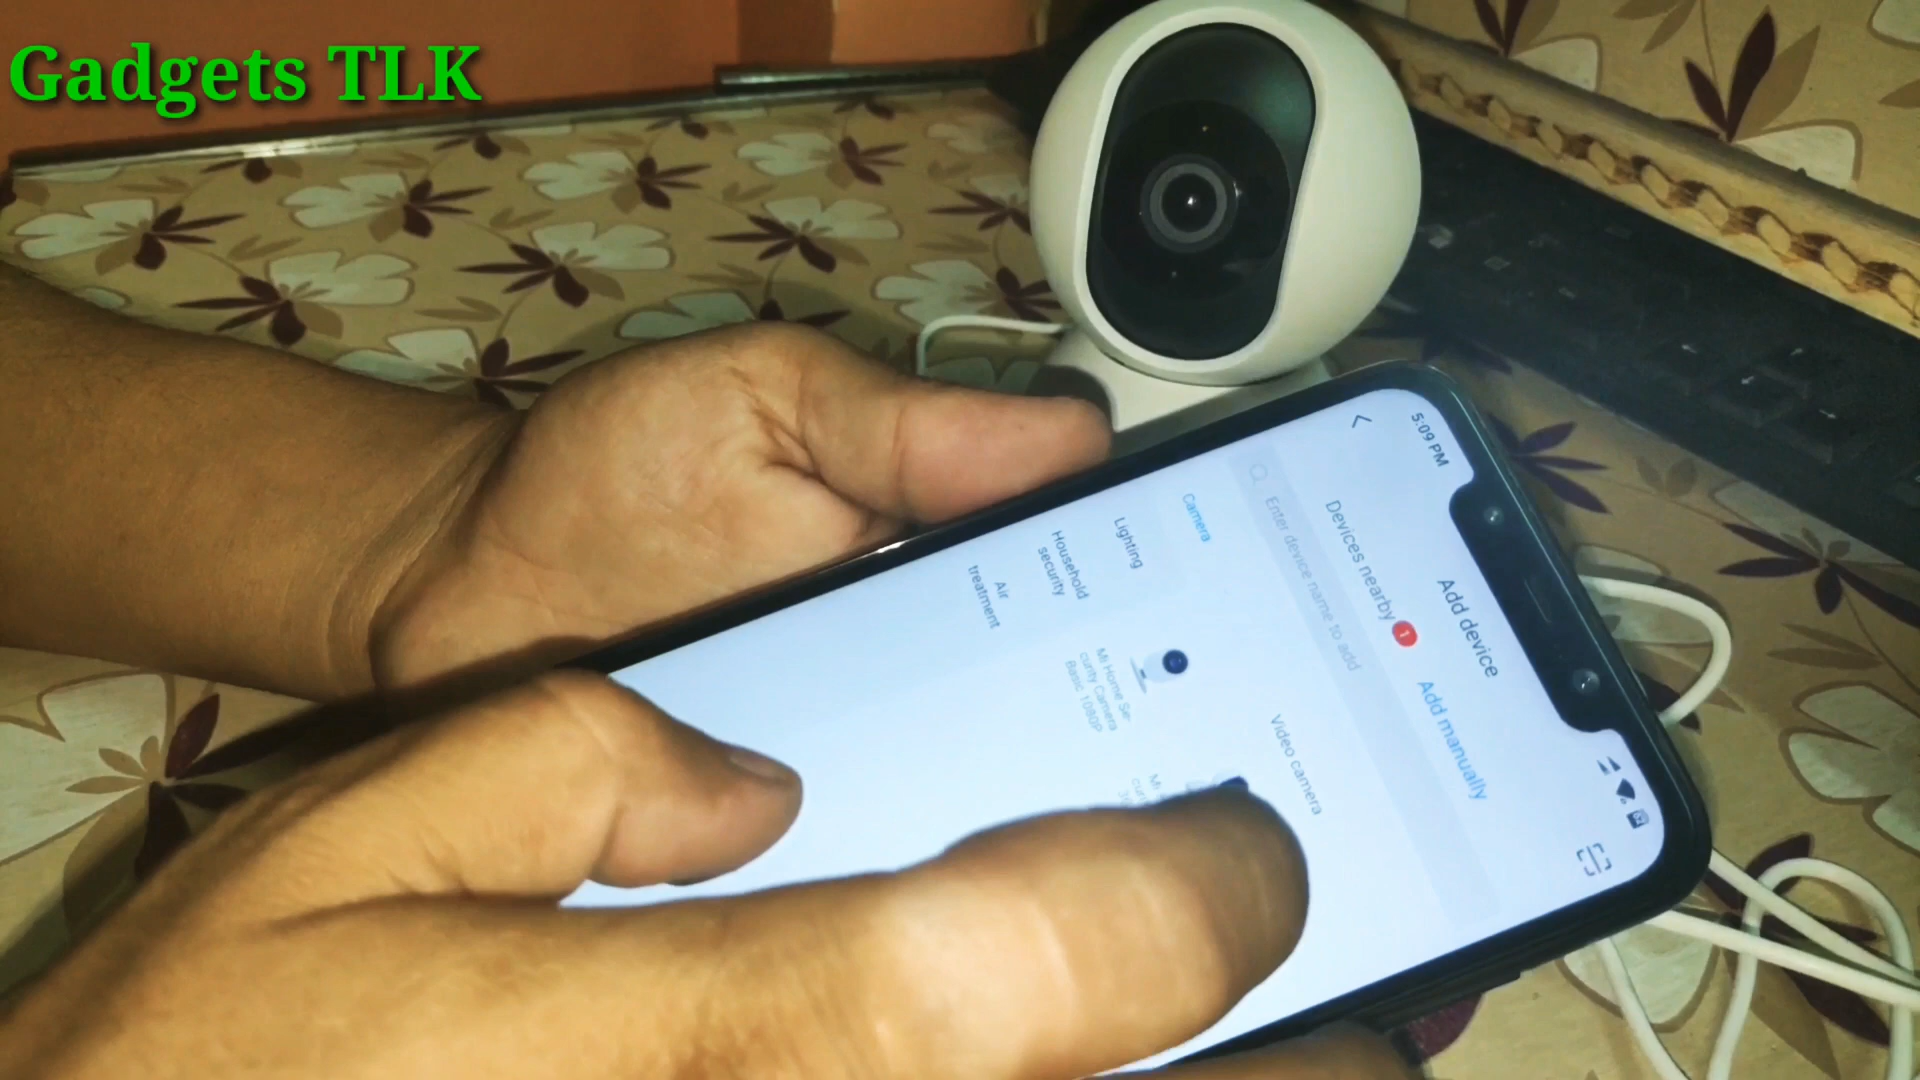 Gadgets TLK
5:09 PM
Add device
Devices nearby 1
Add manually
Enter device name to add
Camera
Lighting
Household
security
Air
treatment
Video camera
Mi Home Se-
curity Camera
Basic 1080P
Mi